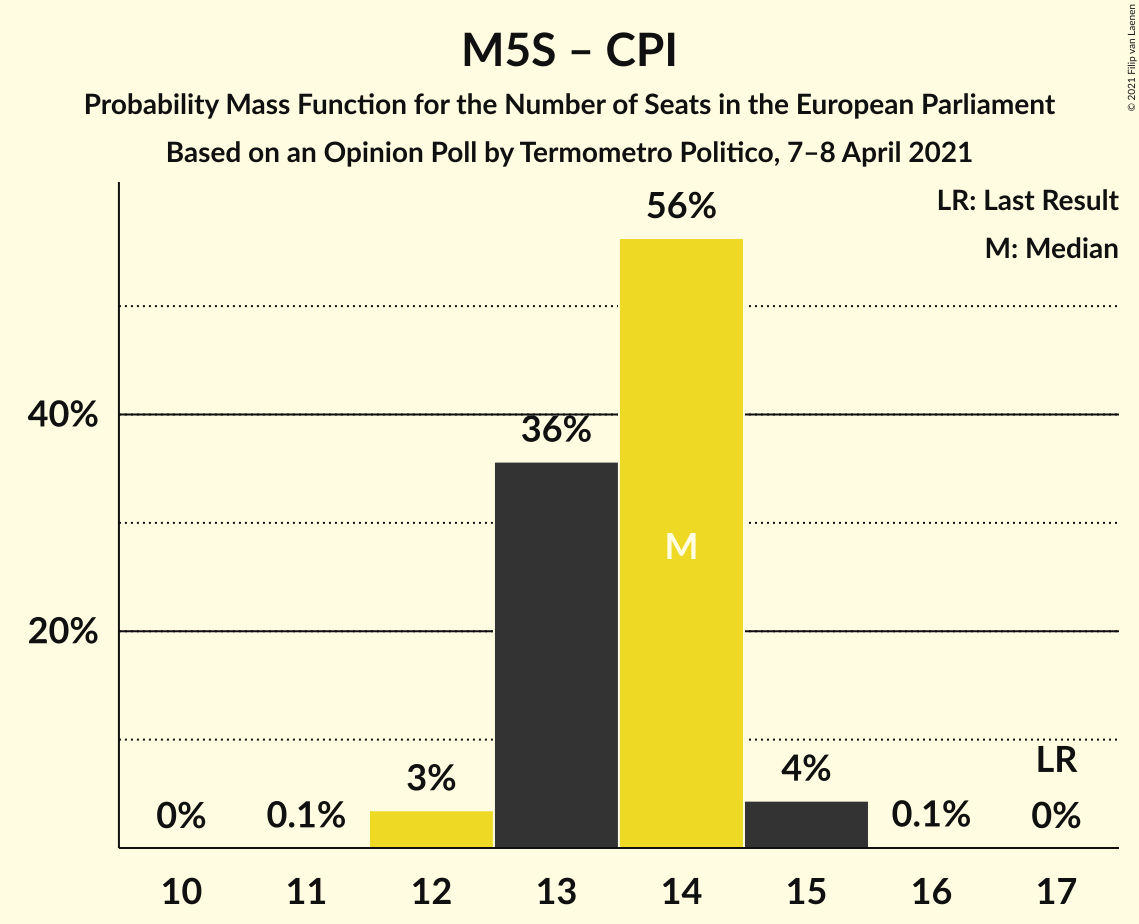 M5S – CPI
Probability Mass Function for the Number of Seats in the European Parliament
Based on an Opinion Poll by Termometro Politico, 7–8 April 2021
© 2021 Filip van Laenen
LR: Last Result
M: Median
56%
40%
36%
M
20%
LR
3%
4%
0%
0.1%
0.1%
0%
10 11 12 13 14 15 16 17